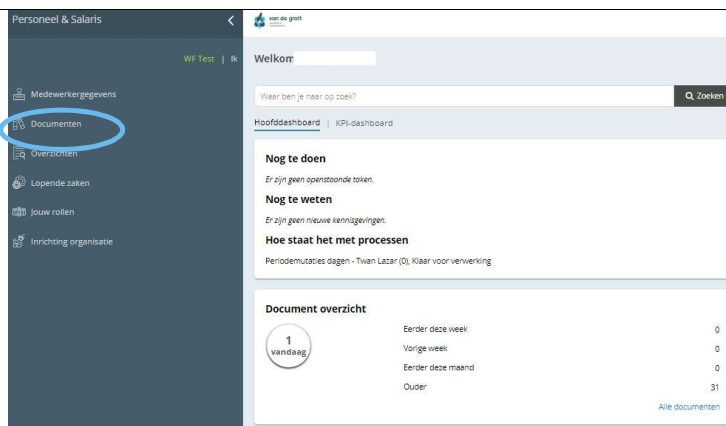 Personeel & Salaris
WF Test | Ik
Medewerkergegevens
Documenten
Overzichten
Lopende zaken
Jouw rollen
Inrichting organisatie
van de groft
Welkom
Waar ben je naar op zoek?
Zoeken
Hoofddashboard | KPI-dashboard
Nog te doen
Er zijn geen openstaande taken.
Nog te weten
Er zijn geen nieuwe kennisgevingen.
Hoe staat het met processen
Periodemutaties dagen - Twan Lazar (0), Klaar voor verwerking
Document overzicht
1
vandaag
Eerder deze week 0
Vorige week 0
Eerder deze maand 0
Ouder 31
Alle documenten